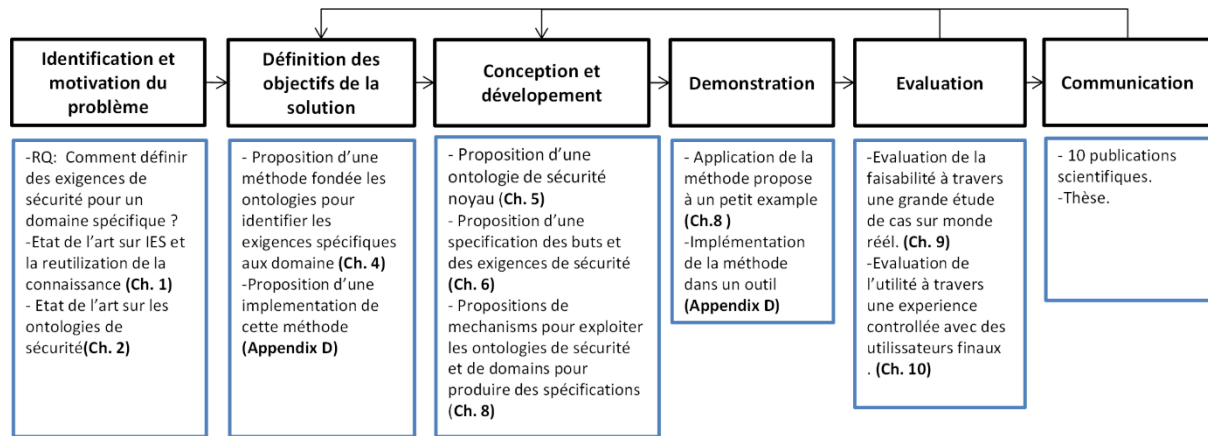 Identification et
motivation du
problème
Définition des
objectifs de la
solution
Conception et
dévelopement
Demonstration
Evaluation
Communication
-RQ: Comment définir
des exigences de
sécurité pour un
domaine spécifique ?
-Etat de l'art sur IES et
la reutilization de la
connaissance (Ch. 1)
- Etat de l'art sur les
ontologies de
sécurité(Ch. 2)
- Proposition d'une
méthode fondée les
ontologies pour
identifier les
exigences spécifiques
aux domaine (Ch. 4)
-Proposition d'une
implementation de
cette méthode
(Appendix D)
- Proposition d'une
ontologie de sécurité
noyau (Ch. 5)
- Proposition d'une
specification des buts et
des exigences de sécurité
(Ch. 6)
- Propositions de
mechanisms pour exploiter
les ontologies de sécurité
et de domains pour
produire des spécifications
(Ch. 8)
- Application de la
méthode propose
à un petit example
(Ch.8 )
-Implémentation
de la méthode
dans un outil
(Appendix D)
-Evaluation de la
faisabilité à travers
une grande étude
de cas sur monde
réél. (Ch. 9)
-Evaluation de
l'utilité à travers
une experience
controllée avec des
utilisateurs finaux
. (Ch. 10)
- 10 publications
scientifiques.
-Thèse.